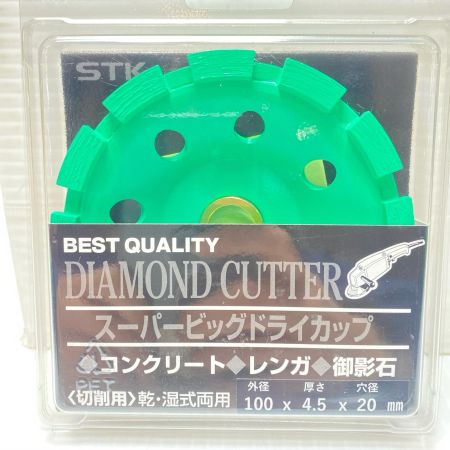 STK
BEST QUALITY
DIAMOND CUTTER
スーパービッグドライカップ
◆コンクリート◆レンガ◆御影石
PET
外径 厚さ 穴径
〈切削用〉乾・湿式両用 100 x 4.5 x 20 mm